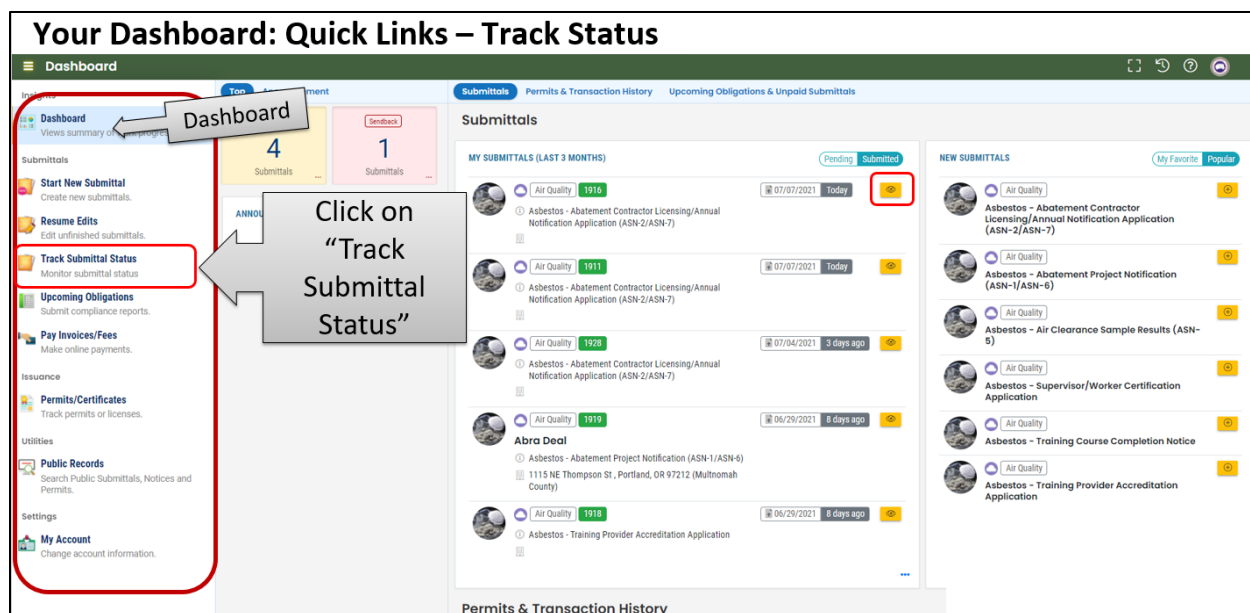 Your Dashboard: Quick Links – Track Status
Dashboard
Dashboard
Views summary of
Submittals
Start New Submittal
Create new submittals.
Resume Edits
Edit unfinished submittals.
Track Submittal Status
Monitor submittal status
Upcoming Obligations
Submit compliance reports.
Pay Invoices/Fees
Make online payments.
Issuance
Permits/Certificates
Track permits or licenses.
Utilities
Public Records
Search Public Submittals, Notices and
Permits.
Settings
My Account
Change account information.
Dashboard
Click on
“Track
Submittal
Status”
Top
4
Submittals
...
Sendback
1
Submittals
...
Submittals Permits & Transaction History Upcoming Obligations & Unpaid Submittals
Submittals
MY SUBMITTALS (LAST 3 MONTHS) Pending Submitted
Air Quality 1916 07/07/2021 Today
Asbestos - Abatement Contractor Licensing/Annual
Notification Application (ASN-2/ASN-7)
Air Quality 1911 07/07/2021 Today
Asbestos - Abatement Contractor Licensing/Annual
Notification Application (ASN-2/ASN-7)
Air Quality 1928 07/04/2021 3 days ago
Asbestos - Abatement Contractor Licensing/Annual
Notification Application (ASN-2/ASN-7)
Air Quality 1919 06/29/2021 8 days ago
Abra Deal
Asbestos - Abatement Project Notification (ASN-1/ASN-6)
1115 NE Thompson St , Portland, OR 97212 (Multnomah
County)
Air Quality 1918 06/29/2021 8 days ago
Asbestos - Training Provider Accreditation Application
...
NEW SUBMITTALS My Favorite Popular
Air Quality
Asbestos - Abatement Contractor
Licensing/Annual Notification Application
(ASN-2/ASN-7)
Air Quality
Asbestos - Abatement Project Notification
(ASN-1/ASN-6)
Air Quality
Asbestos - Air Clearance Sample Results (ASN-
5)
Air Quality
Asbestos - Supervisor/Worker Certification
Application
Air Quality
Asbestos - Training Course Completion Notice
Air Quality
Asbestos - Training Provider Accreditation
Application
Permits & Transaction History